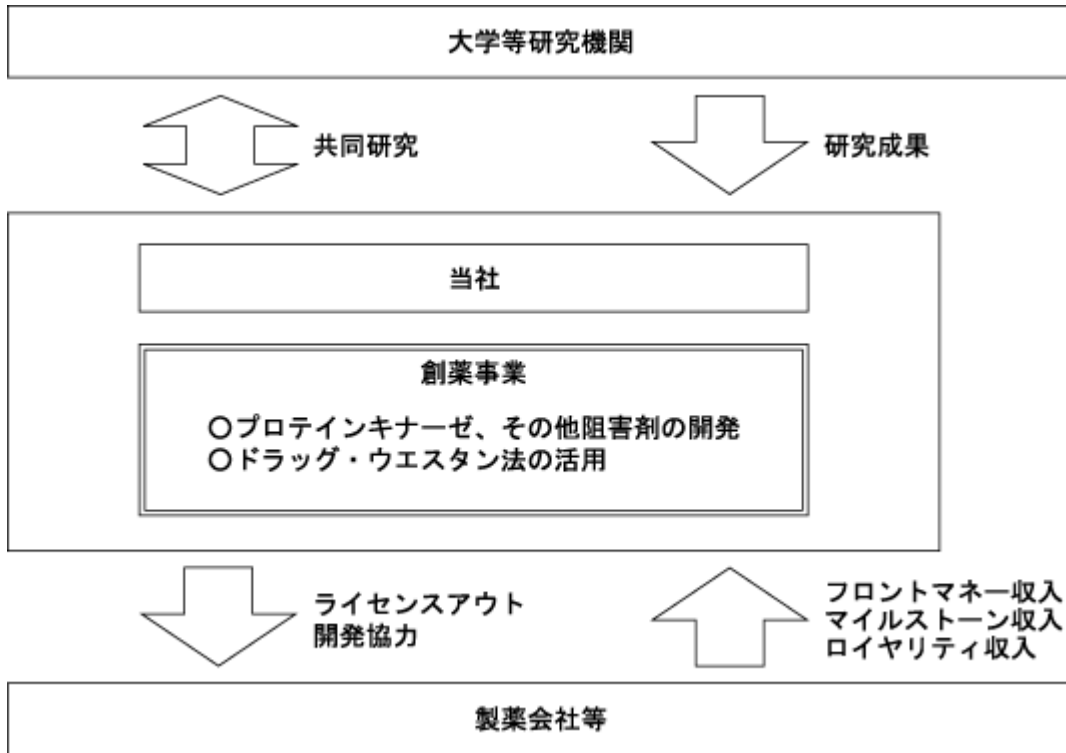 大学等研究機関
共同研究
研究成果
当社
創薬事業
○プロテインキナーゼ、その他阻害剤の開発
○ドラッグ・ウエスタン法の活用
ライセンスアウト
開発協力
フロントマネー収入
マイルストーン収入
ロイヤリティ収入
製薬会社等